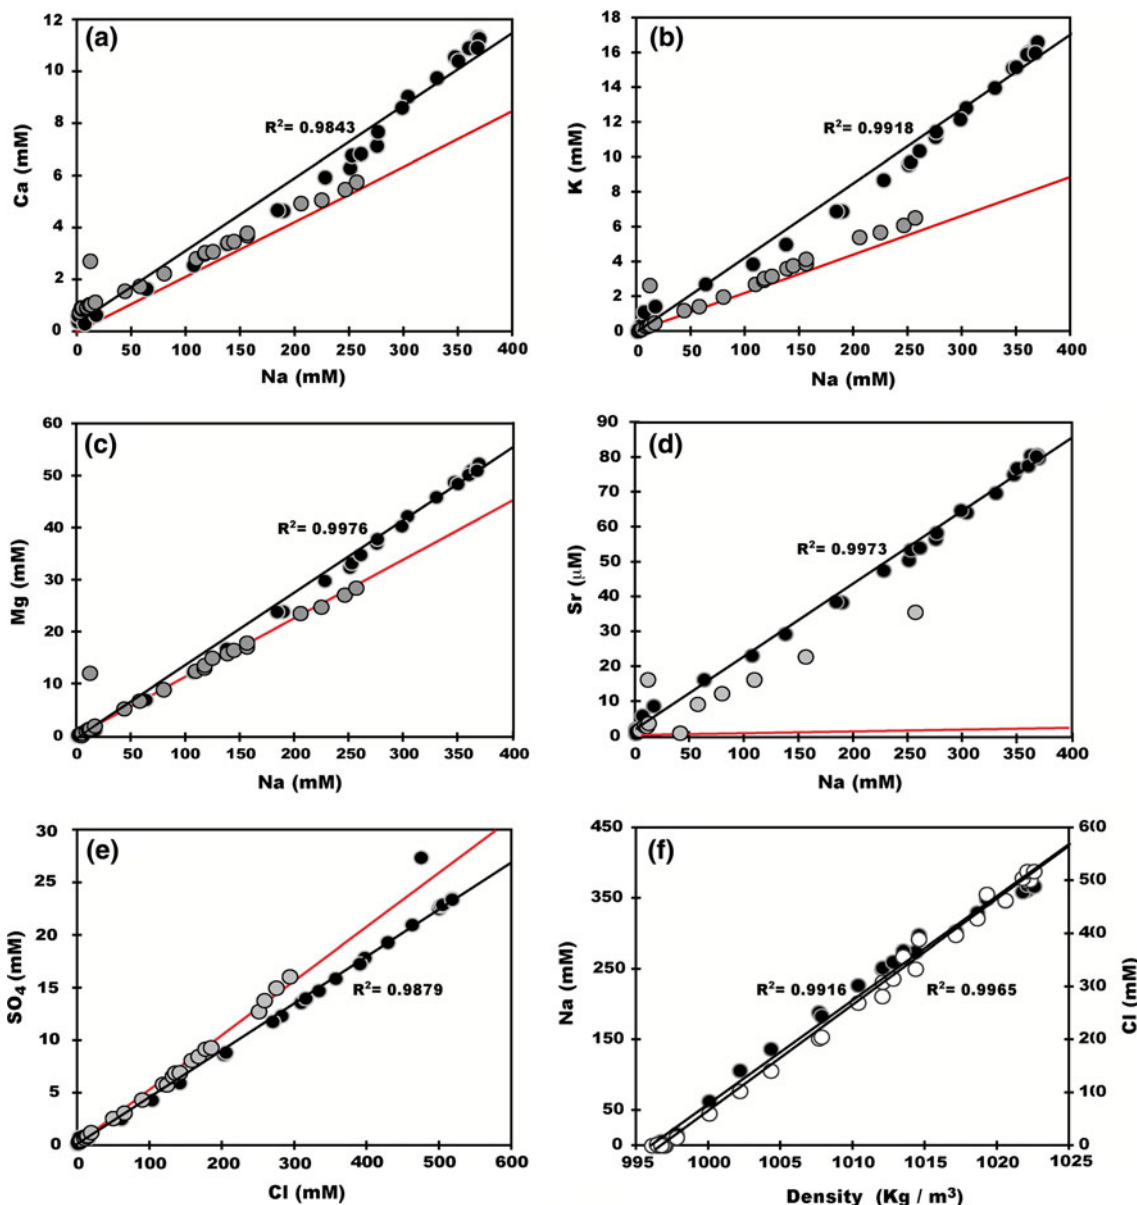 (a)
12
10
8
6
4
2
0
Ca (mM)
R²= 0.9843
0 50 100 150 200 250 300 350 400
Na (mM)
(b)
18
16
14
12
10
8
6
4
2
0
K (mM)
R²= 0.9918
0 50 100 150 200 250 300 350 400
Na (mM)
(c)
60
50
40
30
20
10
0
Mg (mM)
R²= 0.9976
0 50 100 150 200 250 300 350 400
Na (mM)
(d)
90
80
70
60
50
40
30
20
10
0
Sr (μM)
R²= 0.9973
0 50 100 150 200 250 300 350 400
Na (mM)
(e)
30
25
20
15
10
5
0
SO₄ (mM)
R²= 0.9879
0 100 200 300 400 500 600
Cl (mM)
(f)
450
350
250
150
50
0
Na (mM)
R²= 0.9916
R²= 0.9965
600
500
400
300
200
100
0
Cl (mM)
995 1000 1005 1010 1015 1020 1025
Density (Kg / m³)